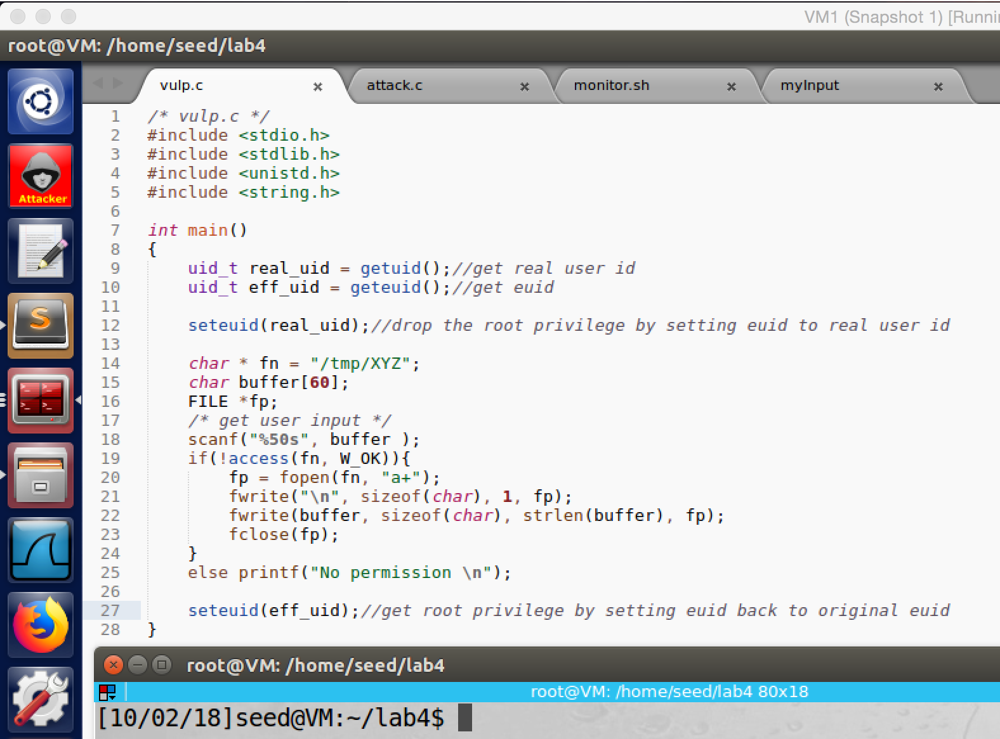 VM1 (Snapshot 1) [Runnin
root@VM: /home/seed/lab4
vulp.c × attack.c × monitor.sh × myInput ×
1 /* vulp.c */
2 #include <stdio.h>
3 #include <stdlib.h>
4 #include <unistd.h>
5 #include <string.h>
6
7 int main()
8 {
9     uid_t real_uid = getuid();//get real user id
10     uid_t eff_uid = geteuid();//get euid
11
12     seteuid(real_uid);//drop the root privilege by setting euid to real user id
13
14     char * fn = "/tmp/XYZ";
15     char buffer[60];
16     FILE *fp;
17     /* get user input */
18     scanf("%50s", buffer );
19     if(!access(fn, W_OK)){
20         fp = fopen(fn, "a+");
21         fwrite("\n", sizeof(char), 1, fp);
22         fwrite(buffer, sizeof(char), strlen(buffer), fp);
23         fclose(fp);
24     }
25     else printf("No permission \n");
26
27     seteuid(eff_uid);//get root privilege by setting euid back to original euid
28 }
Attacker
root@VM: /home/seed/lab4
root@VM: /home/seed/lab4 80x18
[10/02/18]seed@VM:~/lab4$